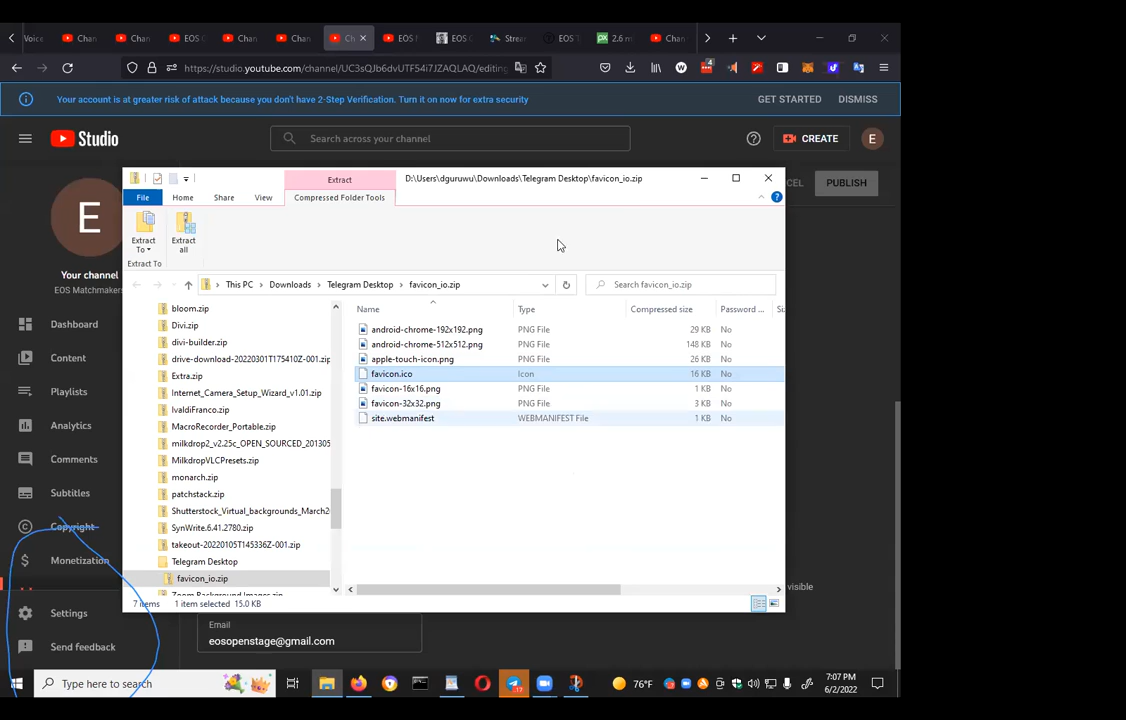 Voice
Chan
Chan
EOS C
Chan
Chan
Ch
EOS N
EOS C
Strean
EOS T
px
2.6 m
Chan
https://studio.youtube.com/channel/UC3sQJb6dvUTF54i7JZAQLAQ/editing
Your account is at greater risk of attack because you don't have 2-Step Verification. Turn it on now for extra security
GET STARTED
DISMISS
Studio
Search across your channel
CREATE
E
Extract
D:\Users\dguruwu\Downloads\Telegram Desktop\favicon_io.zip
CEL
PUBLISH
File
Home
Share
View
Compressed Folder Tools
E
Extract To
Extract all
Extract To
Your channel
EOS Matchmakers
This PC
Downloads
Telegram Desktop
favicon_io.zip
Search favicon_io.zip
Name
Type
Compressed size
Password ...
Siz
android-chrome-192x192.png
PNG File
29 KB
No
android-chrome-512x512.png
PNG File
148 KB
No
apple-touch-icon.png
PNG File
26 KB
No
favicon.ico
Icon
16 KB
No
favicon-16x16.png
PNG File
1 KB
No
favicon-32x32.png
PNG File
3 KB
No
site.webmanifest
WEBMANIFEST File
1 KB
No
bloom.zip
Divi.zip
divi-builder.zip
drive-download-20220301T175410Z-001.zip
Extra.zip
Internet_Camera_Setup_Wizard_v1.01.zip
IvaldiFranco.zip
MacroRecorder_Portable.zip
milkdrop2_v2.25c_OPEN_SOURCED_201305
MilkdropVLCPresets.zip
monarch.zip
patchstack.zip
Shutterstock_Virtual_backgrounds_March2
SynWrite.6.41.2780.zip
takeout-20220105T145336Z-001.zip
Telegram Desktop
favicon_io.zip
Zoom Background Images.zip
7 items
1 item selected 15.0 KB
Dashboard
Content
Playlists
Analytics
Comments
Subtitles
Copyright
Monetization
Settings
Send feedback
visible
Email
eosopenstage@gmail.com
Type here to search
17
76°F
7:07 PM
6/2/2022